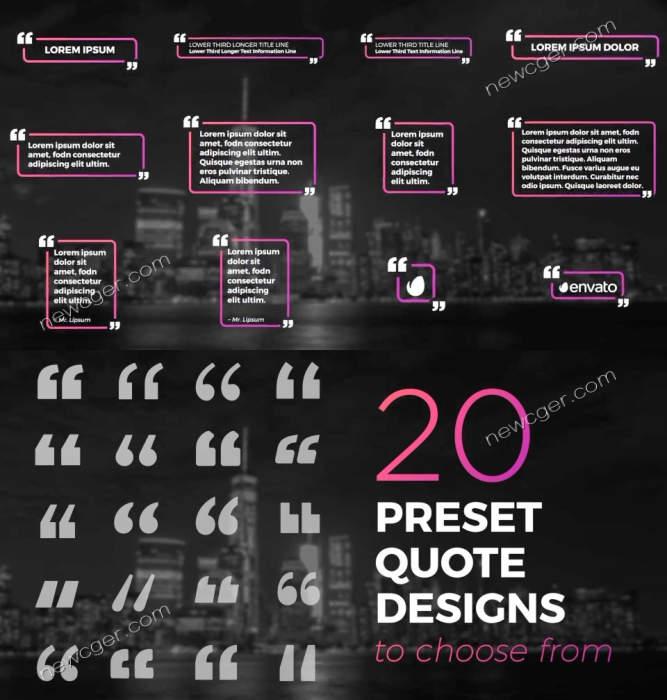 LOREM IPSUM
LOWER THIRD LONGER TITLE LINE
Lower Third Longer Text Information Line
LOWER THIRD LONGER TITLE LINE
Lower Third Text Information Line
LOREM IPSUM DOLOR
newcger.com
Lorem ipsum dolor sit
amet, fodn consectetur
adipiscing elit ultim.
Lorem ipsum dolor sit
amet, fodn consectetur
adipiscing elit ultim.
Quisque egestas urna non
eros pulvinar tristique.
Aliquam bibendum.
Lorem ipsum
dolor sit
amet, fodn
consectetur
adipiscing
elit ultim.
Lorem ipsum dolor sit amet, fodn
consectetur adipiscing elit ultim.
Quisque egestas urna non eros
pulvinar tristique. Aliquam
bibendum. Fusce varius augue eu
volutpat interdum. Curabitur nec
odio ipsum. Quisque laoreet dolor.
Lorem ipsum
dolor sit
amet, fodn
consectetur
adipiscing
elit ultim.
– Mr. Lipsum
newcger.com
Lorem ipsum
dolor sit
amet, fodn
consectetur
adipiscing
elit ultim.
– Mr. Lipsum
envato
20
newcger.com
PRESET
QUOTE
DESIGNS
to choose from
newcger.com